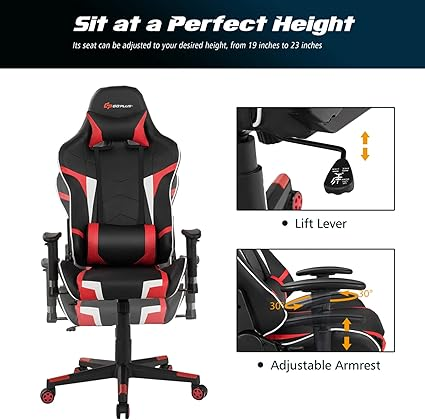 Sit at a Perfect Height
Its seat can be adjusted to your desired height, from 19 inches to 23 inches
GOPLUS
• Lift Lever
30°
30°
• Adjustable Armrest